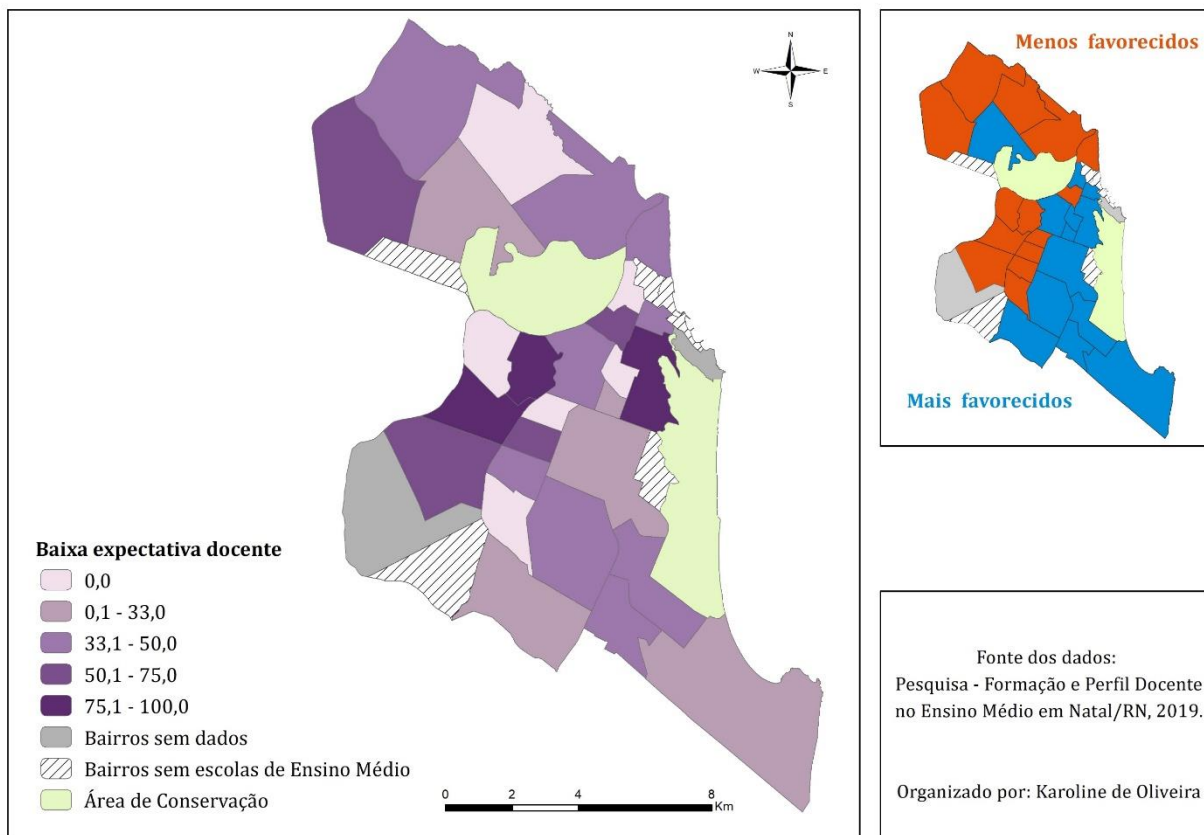 N
W E
S
Baixa expectativa docente
0,0
0,1 - 33,0
33,1 - 50,0
50,1 - 75,0
75,1 - 100,0
Bairros sem dados
Bairros sem escolas de Ensino Médio
Área de Conservação
0 2 4 8
Km
Menos favorecidos
Mais favorecidos
Fonte dos dados:
Pesquisa - Formação e Perfil Docente
no Ensino Médio em Natal/RN, 2019.
Organizado por: Karoline de Oliveira